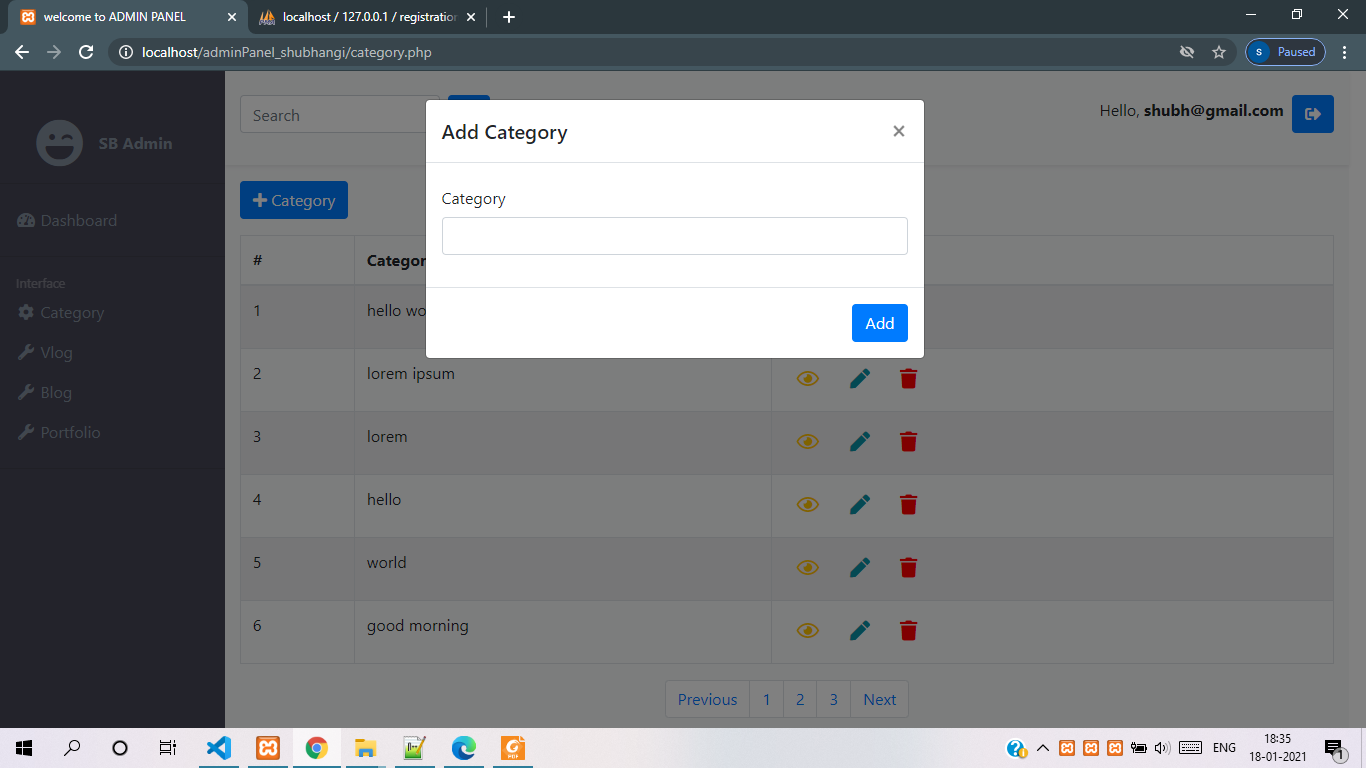 welcome to ADMIN PANEL
localhost / 127.0.0.1 / registration
localhost/adminPanel_shubhangi/category.php
S Paused
SB Admin
Dashboard
Interface
Category
Vlog
Blog
Portfolio
Search
Hello, shubh@gmail.com
Category
Add Category
×
Category
Add
# Categor
1 hello wo
2 lorem ipsum
3 lorem
4 hello
5 world
6 good morning
Previous 1 2 3 Next
ENG
18:35
18-01-2021
1